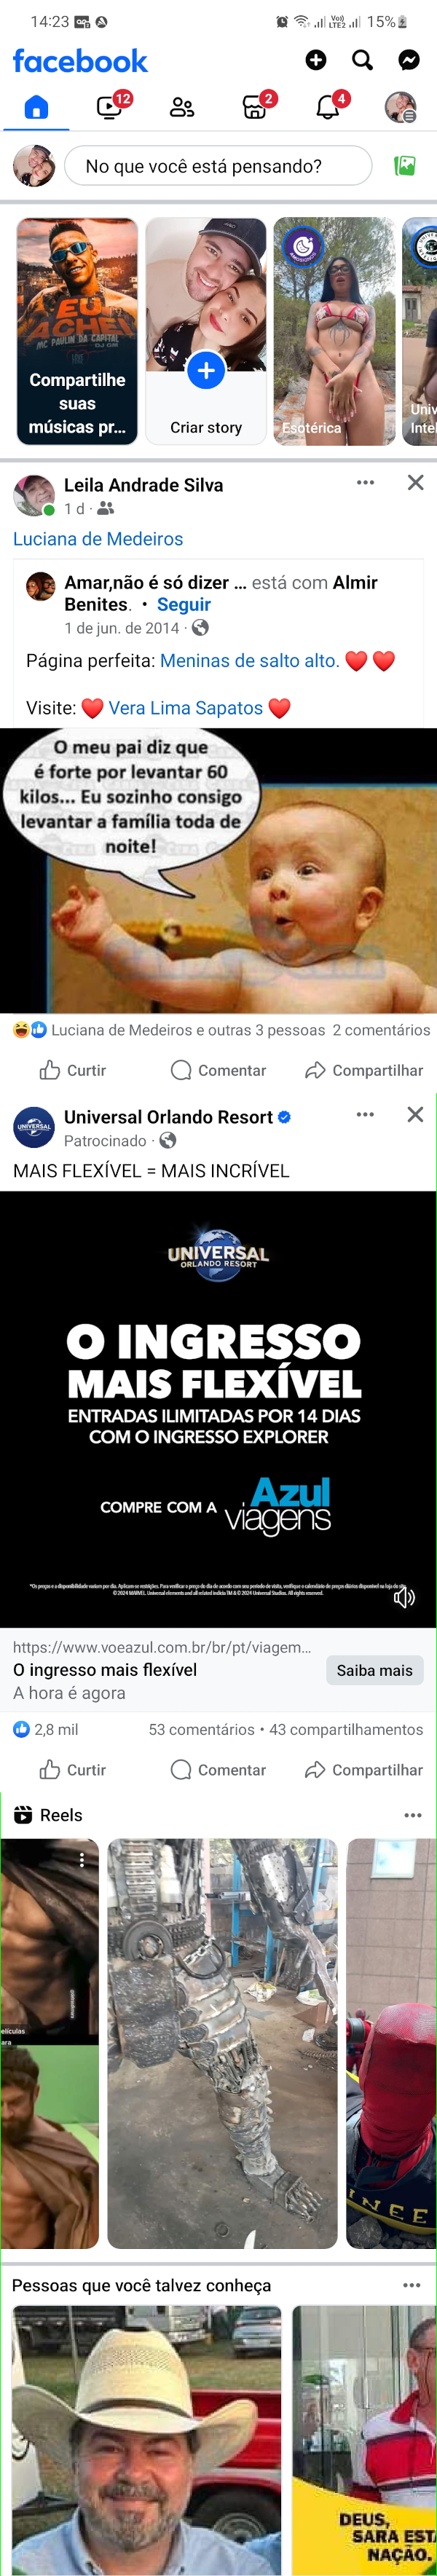 14:23
15%
facebook
12
2
4
No que você está pensando?
EU
ACHEI
MC PAULIN DA CAPITAL
Compartilhe
suas
músicas pr...
Criar story
Esotérica
Univ
Intel
Leila Andrade Silva
1 d ·
Luciana de Medeiros
Amar,não é só dizer ... está com Almir
Benites. • Seguir
1 de jun. de 2014 ·
Página perfeita: Meninas de salto alto. ❤️ ❤️
Visite: ❤️ Vera Lima Sapatos ❤️
O meu pai diz que
é forte por levantar 60
kilos... Eu sozinho consigo
levantar a família toda de
noite!
Luciana de Medeiros e outras 3 pessoas 2 comentários
Curtir Comentar Compartilhar
Universal Orlando Resort
Patrocinado ·
MAIS FLEXÍVEL = MAIS INCRÍVEL
UNIVERSAL
ORLANDO RESORT
O INGRESSO
MAIS FLEXÍVEL
ENTRADAS ILIMITADAS POR 14 DIAS
COM O INGRESSO EXPLORER
COMPRE COM A Azul
viagens
https://www.voeazul.com.br/br/pt/viagem...
O ingresso mais flexível
Saiba mais
A hora é agora
2,8 mil 53 comentários • 43 compartilhamentos
Curtir Comentar Compartilhar
Reels
elículas
ara
NEE
Pessoas que você talvez conheça
DEUS,
SARA EST
NAÇÃO.